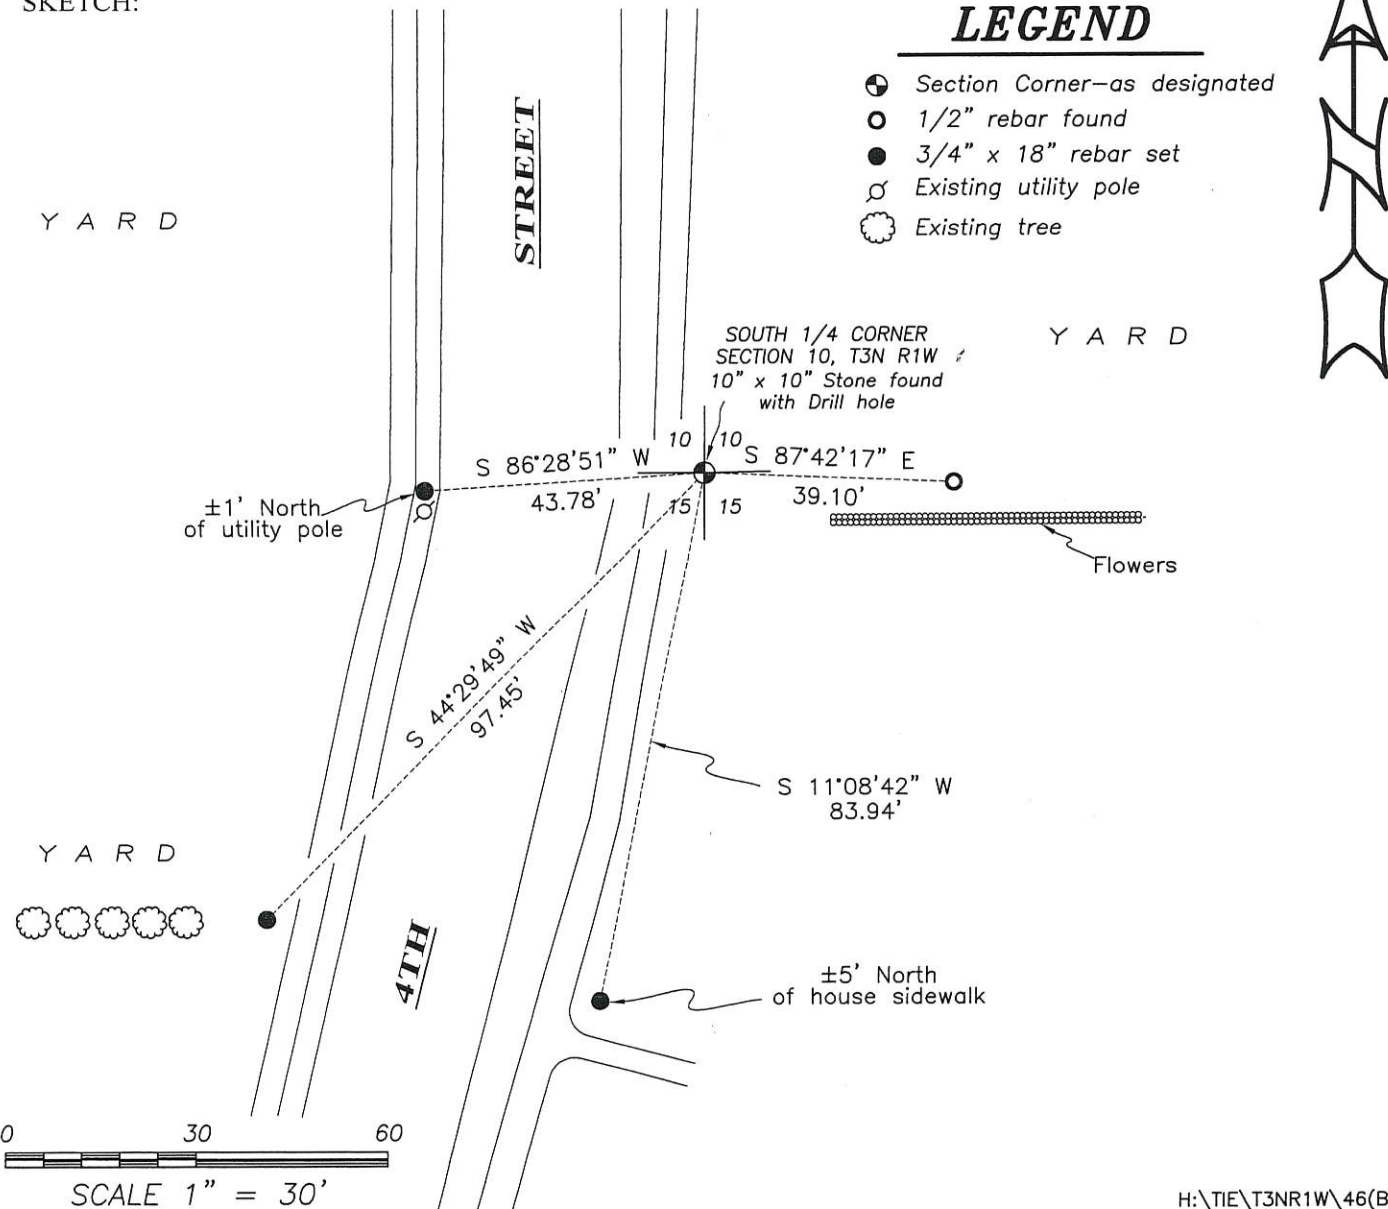 SKETCH:
LEGEND
Section Corner-as designated
1/2" rebar found
3/4" x 18" rebar set
Existing utility pole
Existing tree
N
STREET
YARD
YARD
SOUTH 1/4 CORNER
SECTION 10, T3N R1W
10" x 10" Stone found
with Drill hole
10 10
S 86°28'51" W
43.78'
S 87°42'17" E
39.10'
15 15
±1' North
of utility pole
Flowers
S 44°29'49" W
97.45'
S 11°08'42" W
83.94'
YARD
4TH
±5' North
of house sidewalk
0 30 60
SCALE 1" = 30'
H:\TIE\T3NR1W\46(B